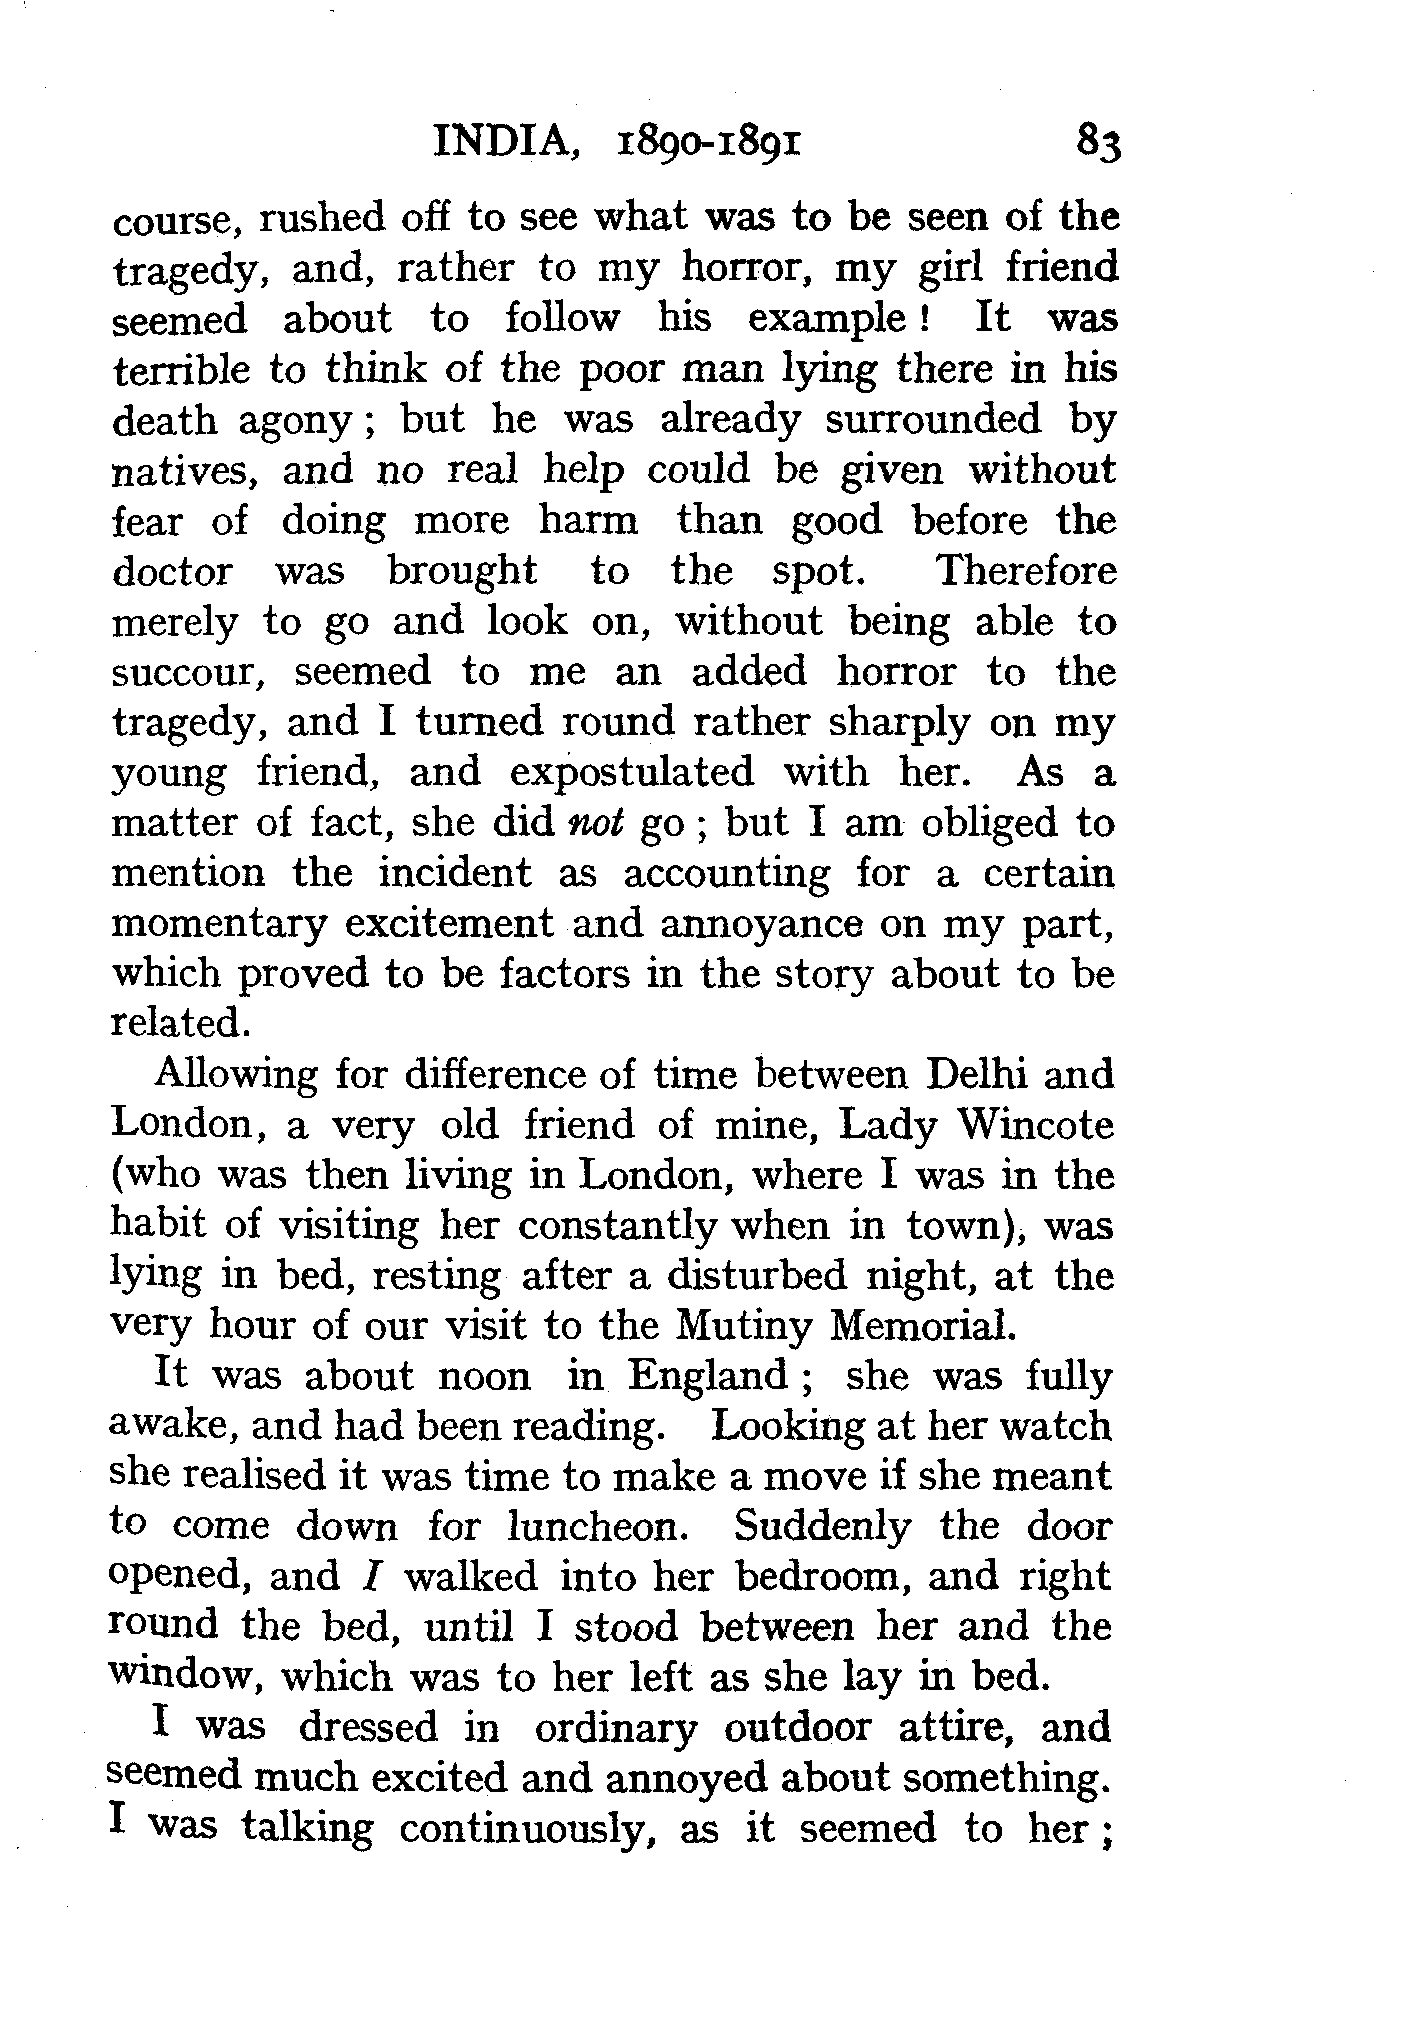 INDIA, 1890-1891 83
course, rushed off to see what was to be seen of the
tragedy, and, rather to my horror, my girl friend
seemed about to follow his example ! It was
terrible to think of the poor man lying there in his
death agony ; but he was already surrounded by
natives, and no real help could be given without
fear of doing more harm than good before the
doctor was brought to the spot. Therefore
merely to go and look on, without being able to
succour, seemed to me an added horror to the
tragedy, and I turned round rather sharply on my
young friend, and expostulated with her. As a
matter of fact, she did not go ; but I am obliged to
mention the incident as accounting for a certain
momentary excitement and annoyance on my part,
which proved to be factors in the story about to be
related.
Allowing for difference of time between Delhi and
London, a very old friend of mine, Lady Wincote
(who was then living in London, where I was in the
habit of visiting her constantly when in town), was
lying in bed, resting after a disturbed night, at the
very hour of our visit to the Mutiny Memorial.
It was about noon in England ; she was fully
awake, and had been reading. Looking at her watch
she realised it was time to make a move if she meant
to come down for luncheon. Suddenly the door
opened, and I walked into her bedroom, and right
round the bed, until I stood between her and the
window, which was to her left as she lay in bed.
I was dressed in ordinary outdoor attire, and
seemed much excited and annoyed about something.
I was talking continuously, as it seemed to her ;